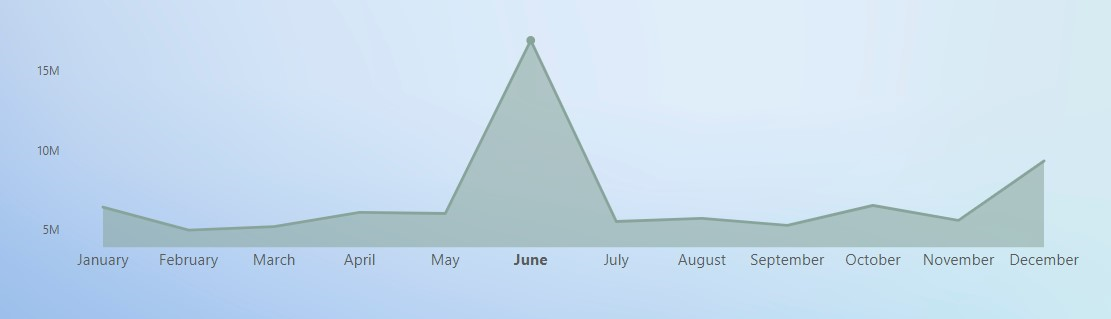 15M
10M
5M
January February March April May June July August September October November December